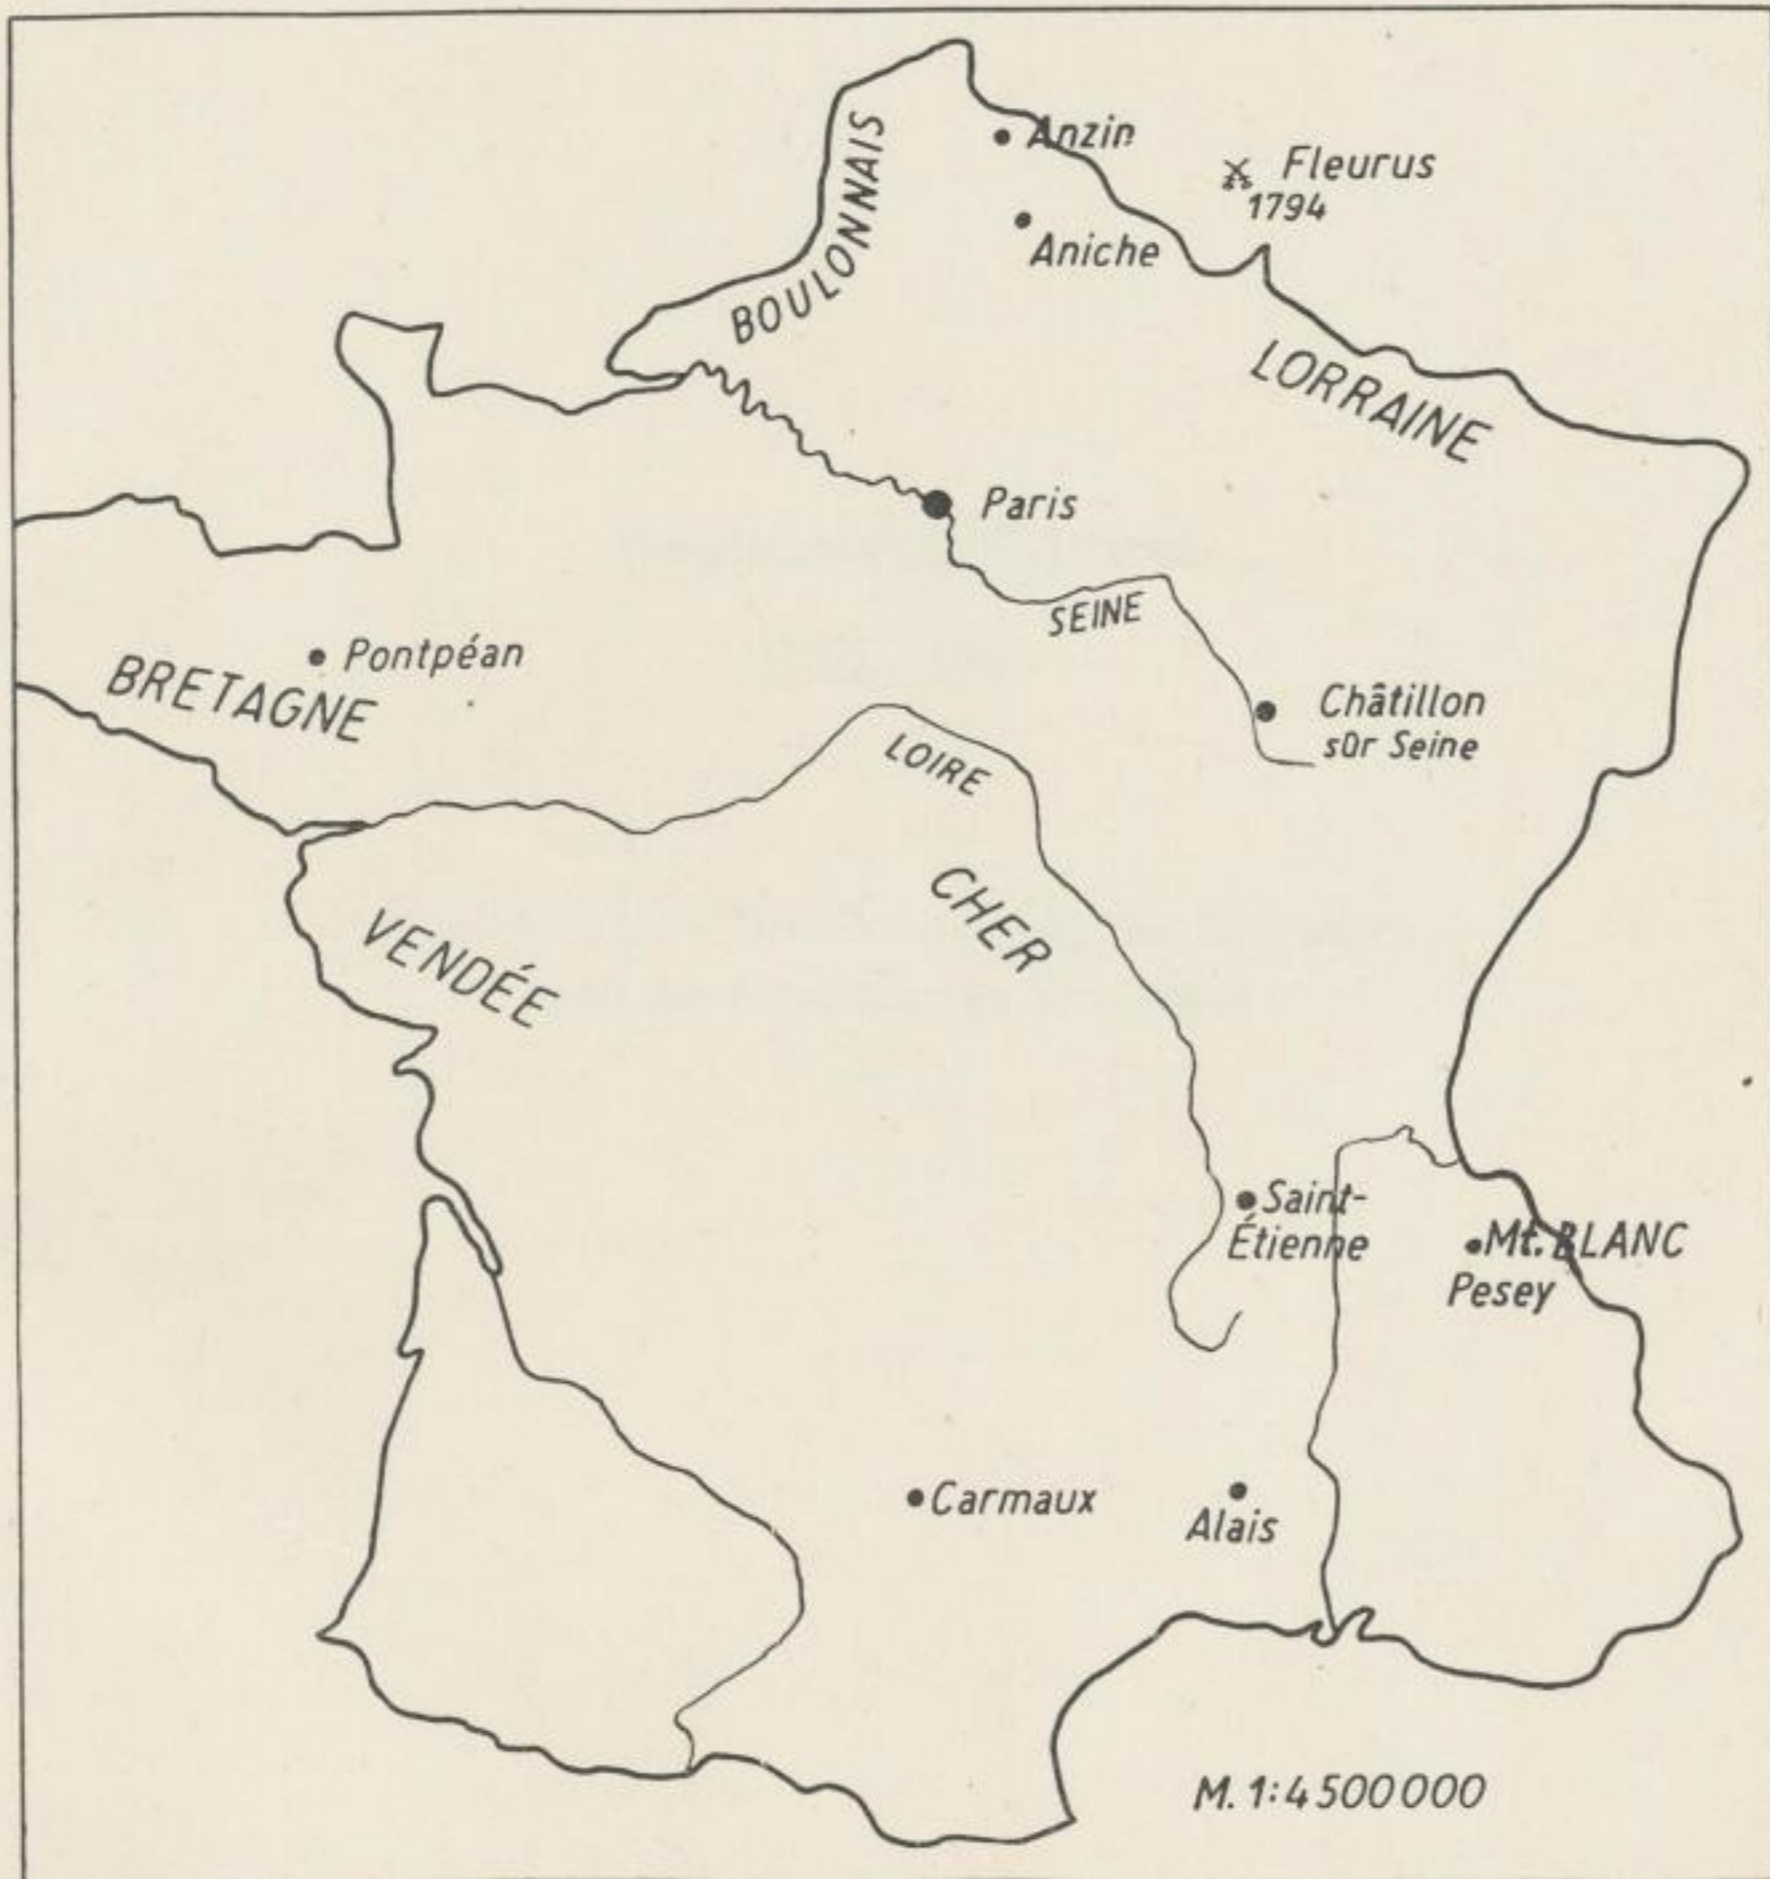 Anzin
Fleurus
1794
BOULONNAIS
Aniche
LORRAINE
Paris
SEINE
Pontpéan
BRETAGNE
Châtillon
sûr Seine
LOIRE
CHER
VENDÉE
Saint-
Étienne
Mt. BLANC
Pesey
Carmaux
Alais
M. 1:4500000